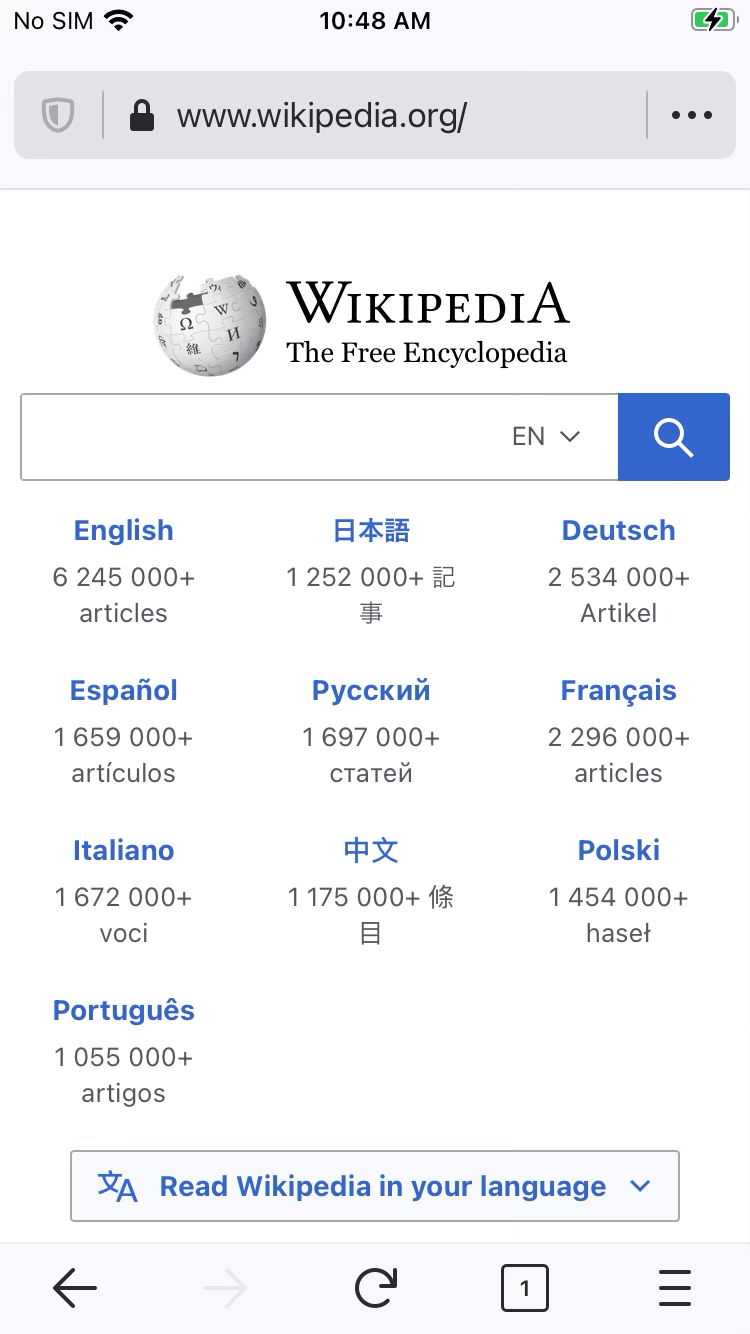 No SIM 10:48 AM
www.wikipedia.org/
WIKIPEDIA
The Free Encyclopedia
EN
English 日本語 Deutsch
6 245 000+ 1 252 000+ 記 2 534 000+
articles 事 Artikel
Español Русский Français
1 659 000+ 1 697 000+ 2 296 000+
artículos статей articles
Italiano 中文 Polski
1 672 000+ 1 175 000+ 條 1 454 000+
voci 目 haseł
Português
1 055 000+
artigos
Read Wikipedia in your language
1